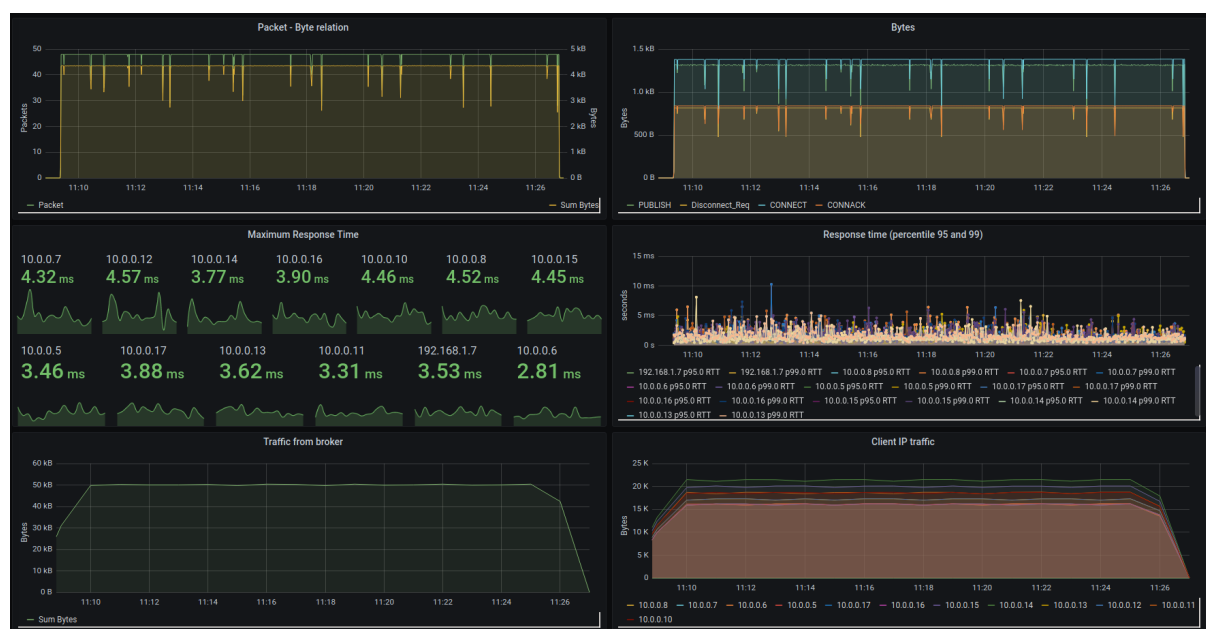 Packet - Byte relation
50
40
30
20
10
0
Packets
5 kB
4 kB
3 kB
2 kB
1 kB
0 B
Bytes
11:10 11:12 11:14 11:16 11:18 11:20 11:22 11:24 11:26
Packet
Sum Bytes
Bytes
1.5 kB
1.0 kB
500 B
0 B
Bytes
11:10 11:12 11:14 11:16 11:18 11:20 11:22 11:24 11:26
PUBLISH Disconnect_Req CONNECT CONNACK
Maximum Response Time
10.0.0.7 10.0.0.12 10.0.0.14 10.0.0.16 10.0.0.10 10.0.0.8 10.0.0.15
4.32 ms 4.57 ms 3.77 ms 3.90 ms 4.46 ms 4.52 ms 4.45 ms
10.0.0.5 10.0.0.17 10.0.0.13 10.0.0.11 192.168.1.7 10.0.0.6
3.46 ms 3.88 ms 3.62 ms 3.31 ms 3.53 ms 2.81 ms
Response time (percentile 95 and 99)
15 ms
10 ms
5 ms
0 s
seconds
11:10 11:12 11:14 11:16 11:18 11:20 11:22 11:24 11:26
192.168.1.7 p95.0 RTT 192.168.1.7 p99.0 RTT 10.0.0.8 p95.0 RTT 10.0.0.8 p99.0 RTT 10.0.0.7 p95.0 RTT 10.0.0.7 p99.0 RTT
10.0.0.6 p95.0 RTT 10.0.0.6 p99.0 RTT 10.0.0.5 p95.0 RTT 10.0.0.5 p99.0 RTT 10.0.0.17 p95.0 RTT 10.0.0.17 p99.0 RTT
10.0.0.16 p95.0 RTT 10.0.0.16 p99.0 RTT 10.0.0.15 p95.0 RTT 10.0.0.15 p99.0 RTT 10.0.0.14 p95.0 RTT 10.0.0.14 p99.0 RTT
10.0.0.13 p95.0 RTT 10.0.0.13 p99.0 RTT
Traffic from broker
60 kB
50 kB
40 kB
30 kB
20 kB
10 kB
0 B
Bytes
11:10 11:12 11:14 11:16 11:18 11:20 11:22 11:24 11:26
Sum Bytes
Client IP traffic
25 K
20 K
15 K
10 K
5 K
0
Bytes
11:10 11:12 11:14 11:16 11:18 11:20 11:22 11:24 11:26
10.0.0.8 10.0.0.7 10.0.0.6 10.0.0.5 10.0.0.17 10.0.0.16 10.0.0.15 10.0.0.14 10.0.0.13 10.0.0.12 10.0.0.11
10.0.0.10